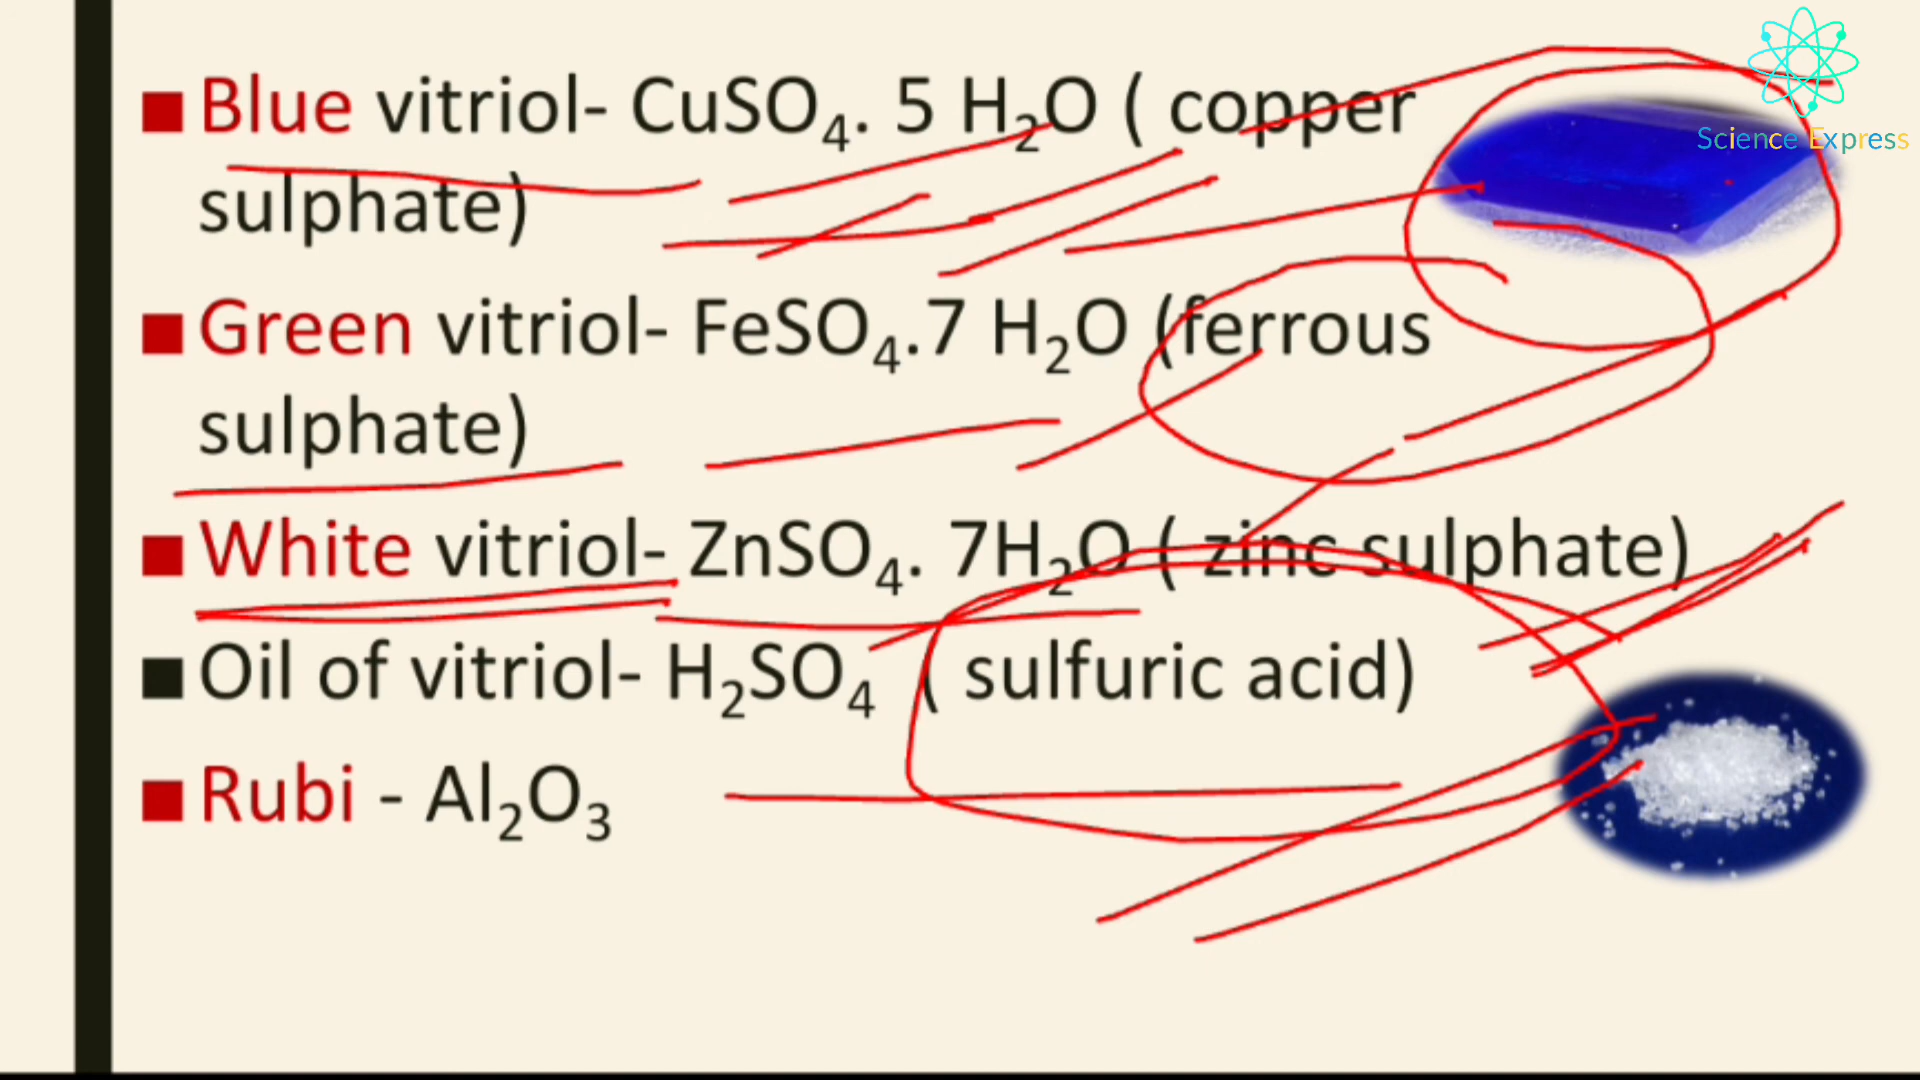 Science Express
■ Blue vitriol- CuSO₄. 5 H₂O ( copper
sulphate)
■ Green vitriol- FeSO₄.7 H₂O (ferrous
sulphate)
■ White vitriol- ZnSO₄. 7H₂O ( zinc sulphate)
■ Oil of vitriol- H₂SO₄ ( sulfuric acid)
■ Rubi - Al₂O₃